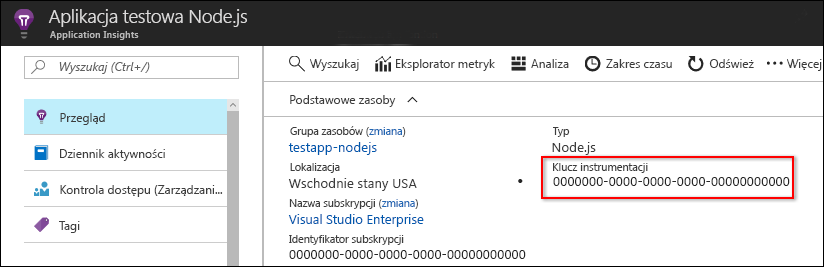 Aplikacja testowa Node.js
Application Insights
Wyszukaj (Ctrl+/)
Wyszukaj
Eksplorator metryk
Analiza
Zakres czasu
Odśwież
Więcej
Przegląd
Dziennik aktywności
Kontrola dostępu (Zarządzani...
Tagi
Podstawowe zasoby
Grupa zasobów (zmiana)
testapp-nodejs
Lokalizacja
Wschodnie stany USA
Nazwa subskrypcji (zmiana)
Visual Studio Enterprise
Identyfikator subskrypcji
0000000-0000-0000-0000-00000000000
Typ
Node.js
Klucz instrumentacji
0000000-0000-0000-0000-00000000000